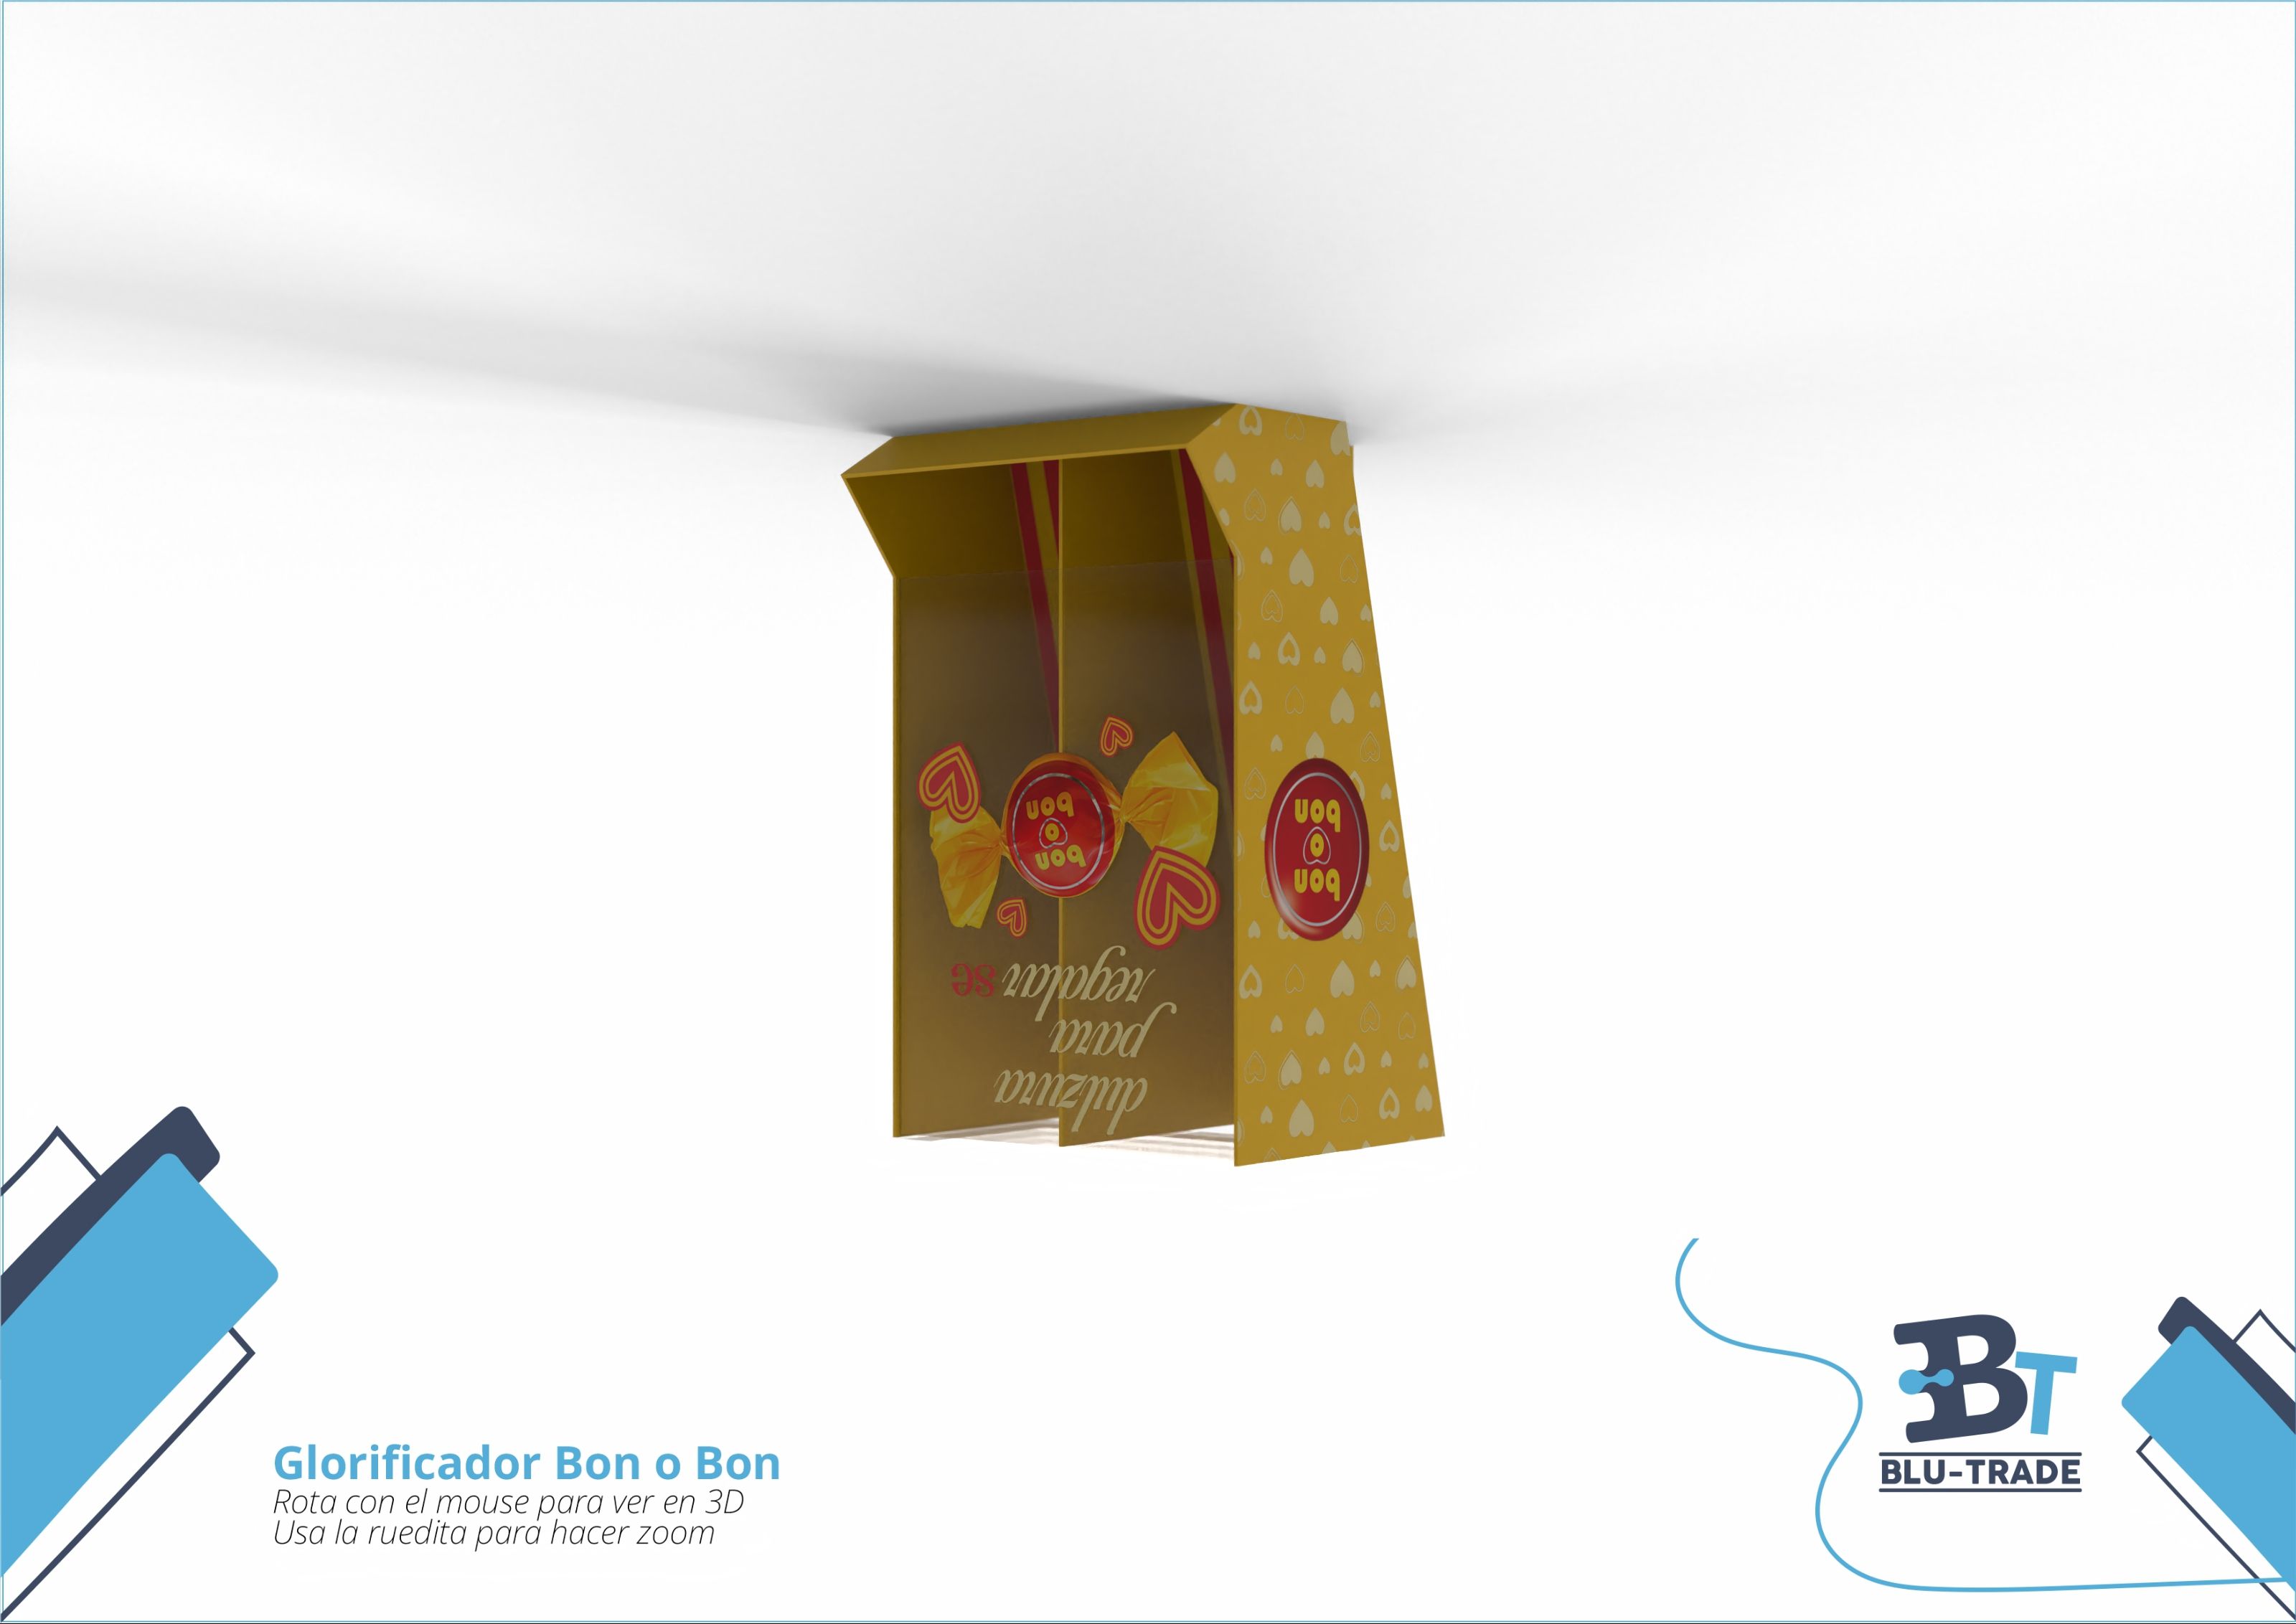 dulzura
para
regalar se
bon
o
bon
bon
o
bon
Glorificador Bon o Bon
Rota con el mouse para ver en 3D
Usa la ruedita para hacer zoom
BT
BLU-TRADE